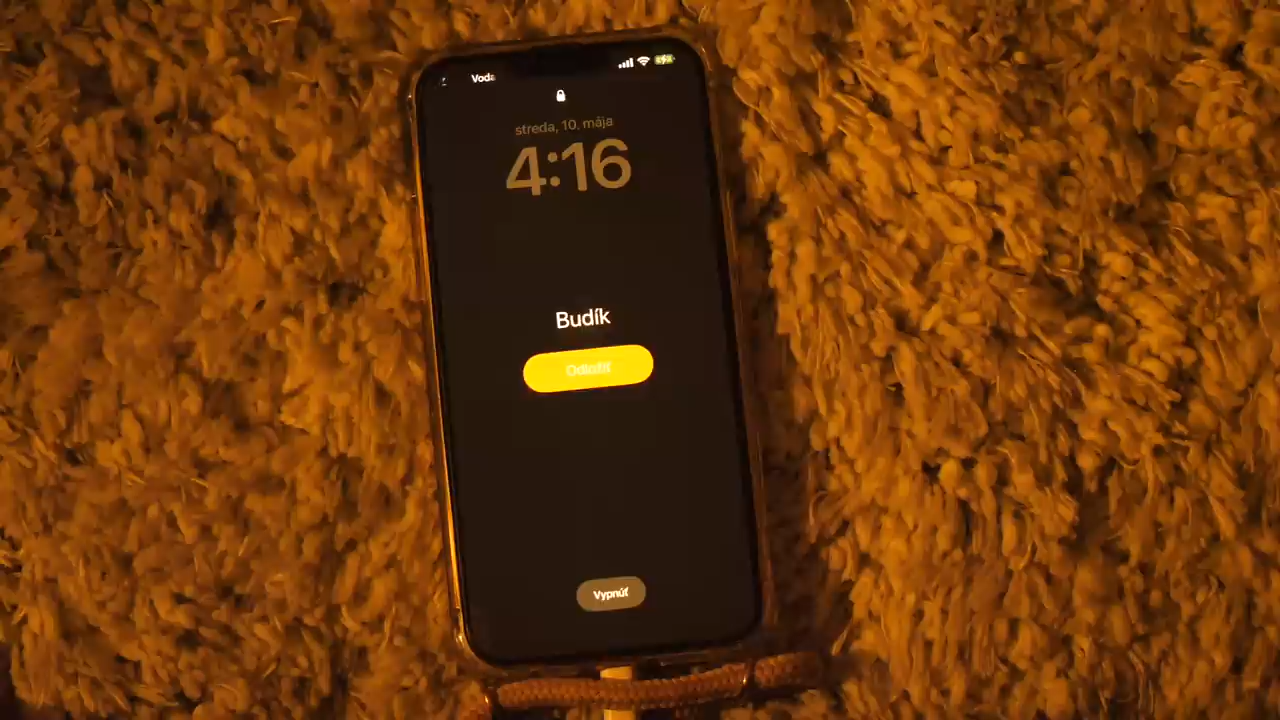 Voda
streda, 10. mája
4:16
Budík
Odložiť
Vypnúť